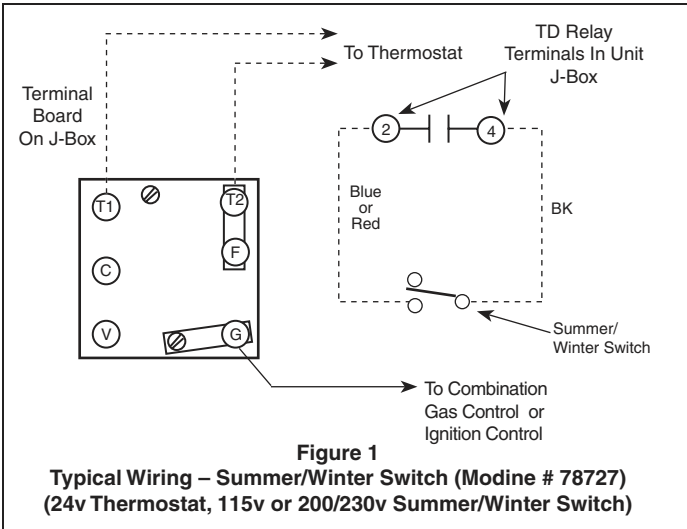 TD Relay
Terminals In Unit
J-Box
To Thermostat
Terminal
Board
On J-Box
2
4
T1
T2
Blue
or
Red
BK
F
C
V
G
Summer/
Winter Switch
To Combination
Gas Control or
Ignition Control
Figure 1
Typical Wiring – Summer/Winter Switch (Modine # 78727)
(24v Thermostat, 115v or 200/230v Summer/Winter Switch)